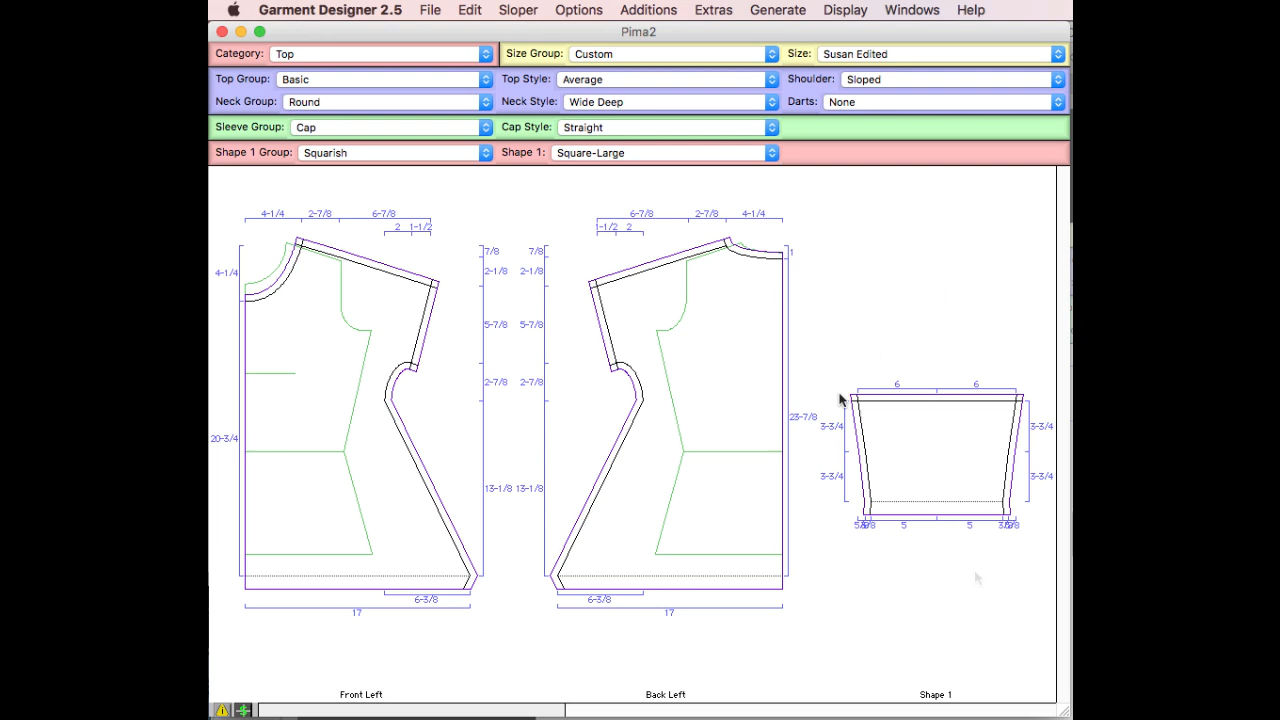 Garment Designer 2.5 File Edit Sloper Options Additions Extras Generate Display Windows Help
Pima2
Category: Top Size Group: Custom Size: Susan Edited
Top Group: Basic Top Style: Average Shoulder: Sloped
Neck Group: Round Neck Style: Wide Deep Darts: None
Sleeve Group: Cap Cap Style: Straight
Shape 1 Group: Squarish Shape 1: Square-Large
4-1/4 2-7/8 6-7/8 6-7/8 2-7/8 4-1/4
2 1-1/2 1-1/2 2
7/8 7/8 1
4-1/4 2-1/8 2-1/8
5-7/8 5-7/8
2-7/8 2-7/8 6 6
23-7/8
3-3/4 3-3/4
20-3/4
3-3/4 3-3/4
13-1/8 13-1/8
5 5
6-3/8 6-3/8
17 17
Front Left Back Left Shape 1